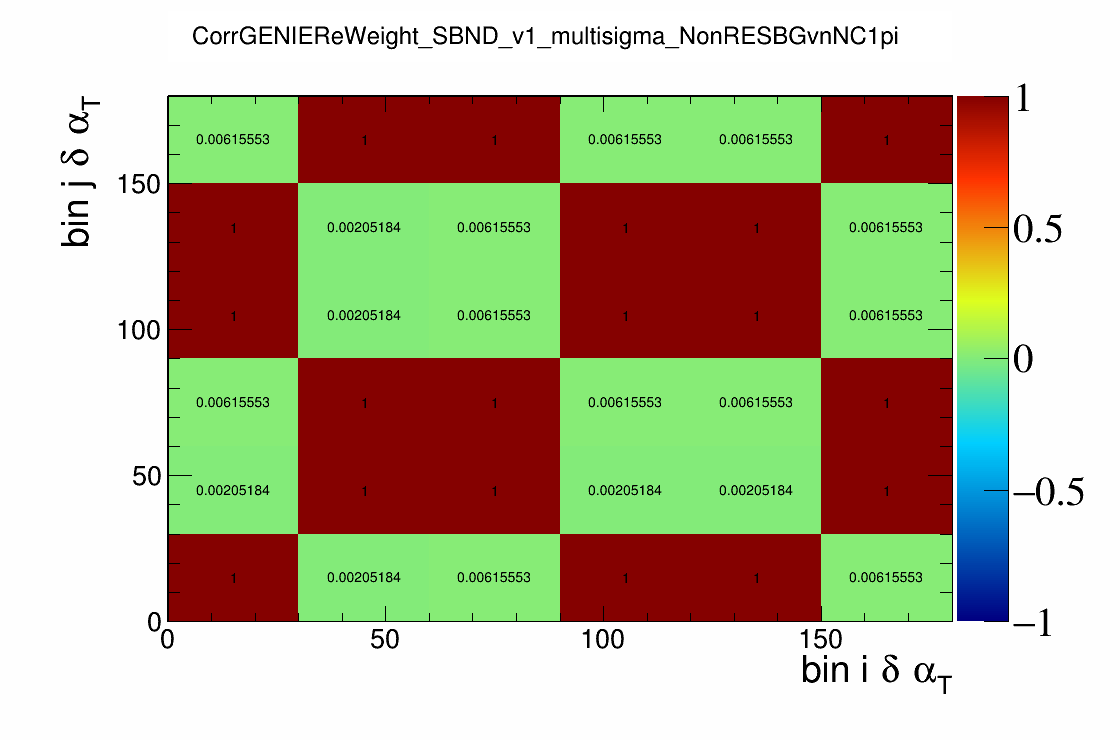 CorrGENIEReWeight_SBND_v1_multisigma_NonRESBGvnNC1pi
bin j δ α_T
150
100
50
0
0.00615553 1 1 0.00615553 0.00615553 1
1 0.00205184 0.00615553 1 1 0.00615553
1 0.00205184 0.00615553 1 1 0.00615553
0.00615553 1 1 0.00615553 0.00615553 1
0.00205184 1 1 0.00205184 0.00205184 1
1 0.00205184 0.00615553 1 1 0.00615553
0 50 100 150
bin i δ α_T
1
0.5
0
−0.5
−1